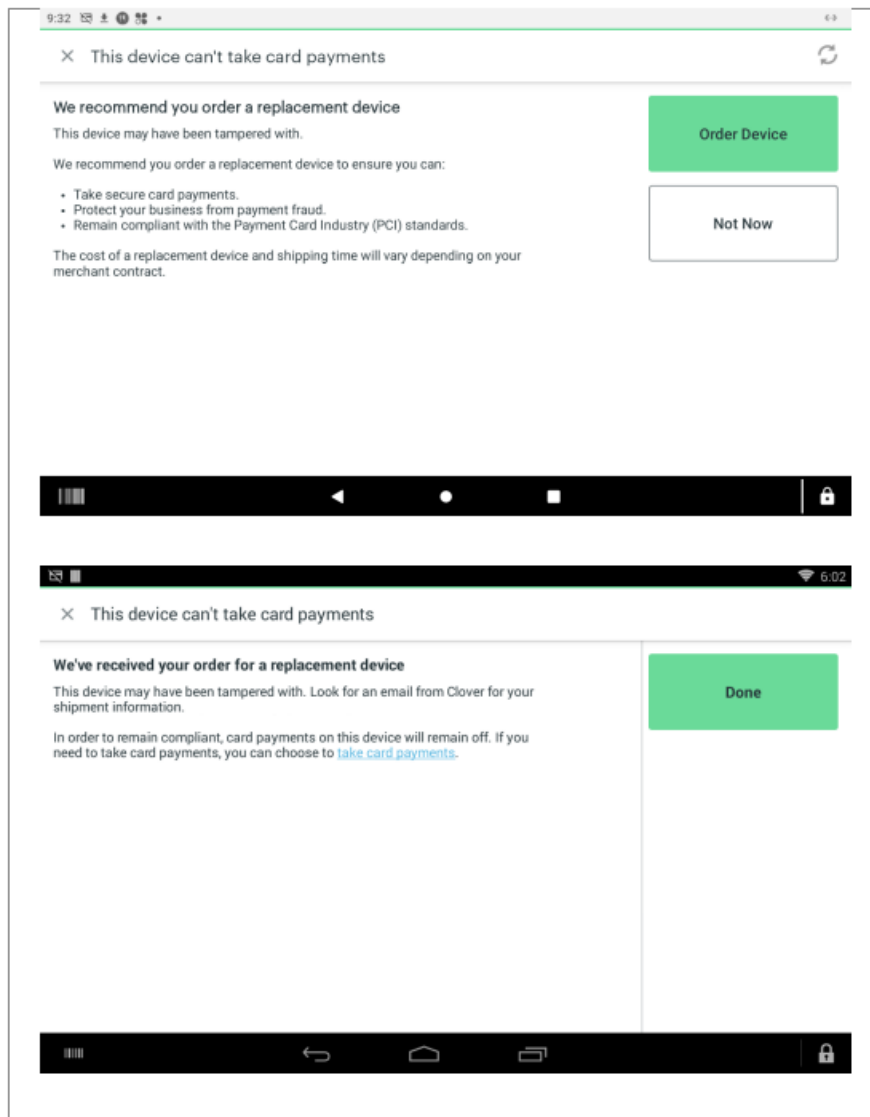 9:32
This device can't take card payments
We recommend you order a replacement device
This device may have been tampered with.
Order Device
We recommend you order a replacement device to ensure you can:
• Take secure card payments.
• Protect your business from payment fraud.
• Remain compliant with the Payment Card Industry (PCI) standards.
Not Now
The cost of a replacement device and shipping time will vary depending on your
merchant contract.
6:02
This device can't take card payments
We've received your order for a replacement device
This device may have been tampered with. Look for an email from Clover for your
shipment information.
Done
In order to remain compliant, card payments on this device will remain off. If you
need to take card payments, you can choose to take card payments.